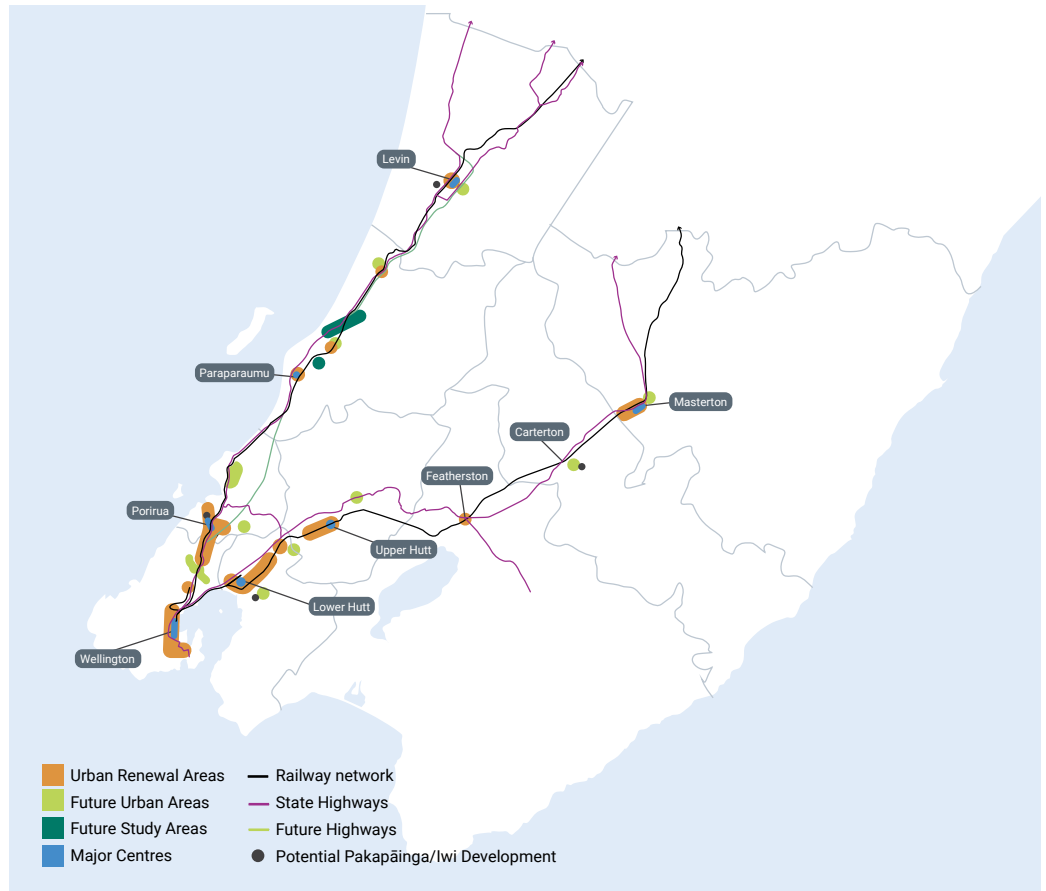 Levin
Paraparaumu
Masterton
Carterton
Featherston
Porirua
Upper Hutt
Lower Hutt
Wellington
Urban Renewal Areas
Future Urban Areas
Future Study Areas
Major Centres
Railway network
State Highways
Future Highways
Potential Pakapāinga/Iwi Development